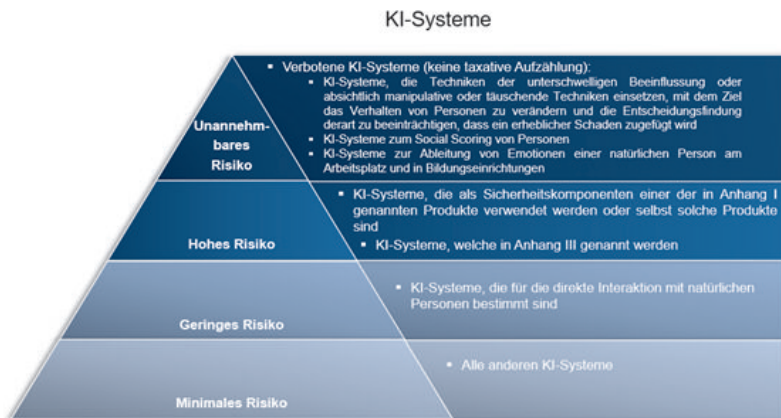 KI-Systeme
Unannehm-
bares
Risiko
▪ Verbotene KI-Systeme (keine taxative Aufzählung):
▪ KI-Systeme, die Techniken der unterschwelligen Beeinflussung oder
absichtlich manipulative oder täuschende Techniken einsetzen, mit dem Ziel
das Verhalten von Personen zu verändern und die Entscheidungsfindung
derart zu beeinträchtigen, dass ein erheblicher Schaden zugefügt wird
▪ KI-Systeme zum Social Scoring von Personen
▪ KI-Systeme zur Ableitung von Emotionen einer natürlichen Person am
Arbeitsplatz und in Bildungseinrichtungen
Hohes Risiko
▪ KI-Systeme, die als Sicherheitskomponenten einer der in Anhang I
genannten Produkte verwendet werden oder selbst solche Produkte
sind
▪ KI-Systeme, welche in Anhang III genannt werden
Geringes Risiko
▪ KI-Systeme, die für die direkte Interaktion mit natürlichen
Personen bestimmt sind
Minimales Risiko
▪ Alle anderen KI-Systeme